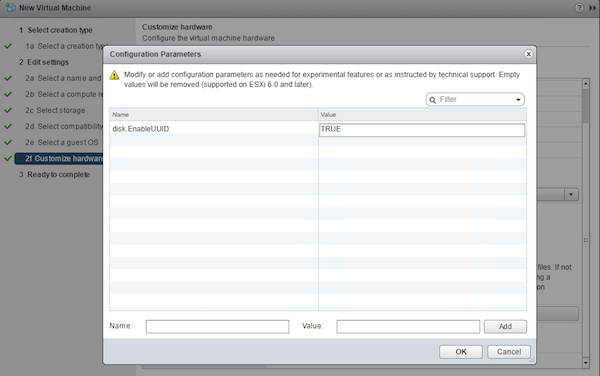 New Virtual Machine
1 Select creation type
1a Select a creation type
2 Edit settings
2a Select a name and
2b Select a compute re
2c Select storage
2d Select compatibility
2e Select a guest OS
2f Customize hardware
3 Ready to complete
Customize hardware
Configure the virtual machine hardware
Configuration Parameters
Modify or add configuration parameters as needed for experimental features or as instructed by technical support. Empty
values will be removed (supported on ESXi 6.0 and later).
Filter
Name Value
disk.EnableUUID TRUE
files. If not
ng a
on
Name: Value: Add
OK Cancel